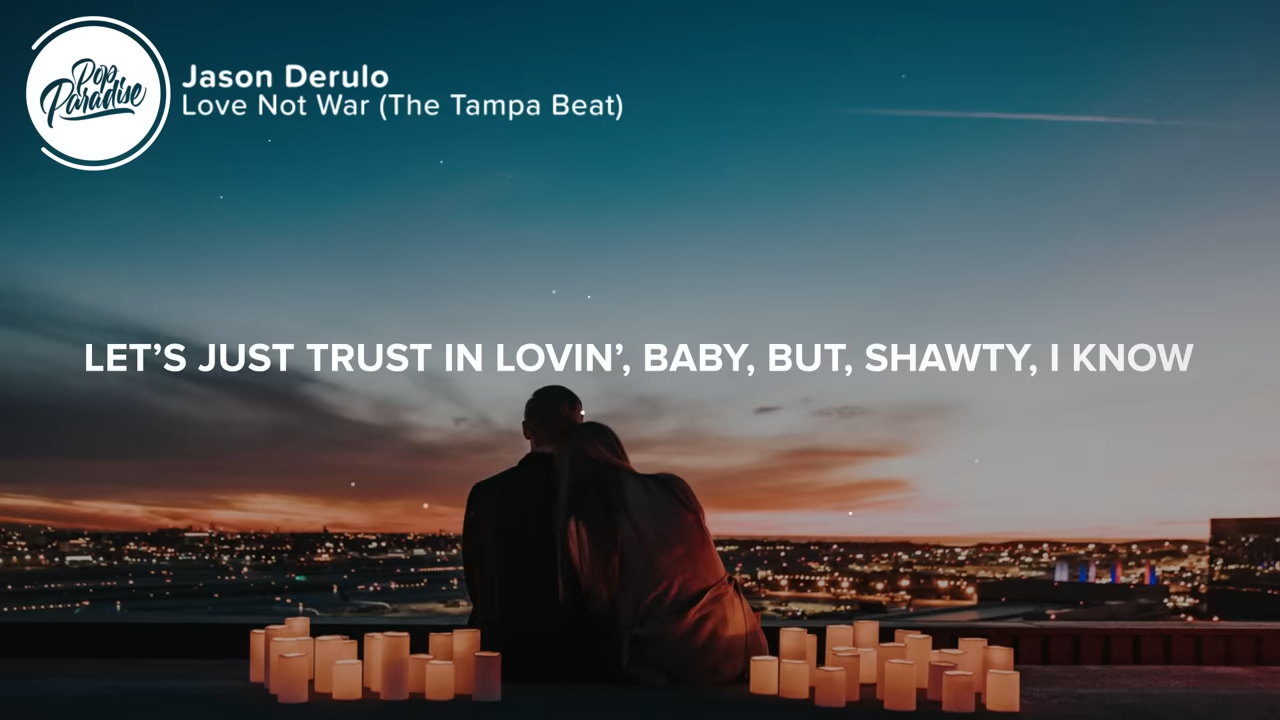 Pop
Paradise
Jason Derulo
Love Not War (The Tampa Beat)
LET’S JUST TRUST IN LOVIN’, BABY, BUT, SHAWTY, I KNOW